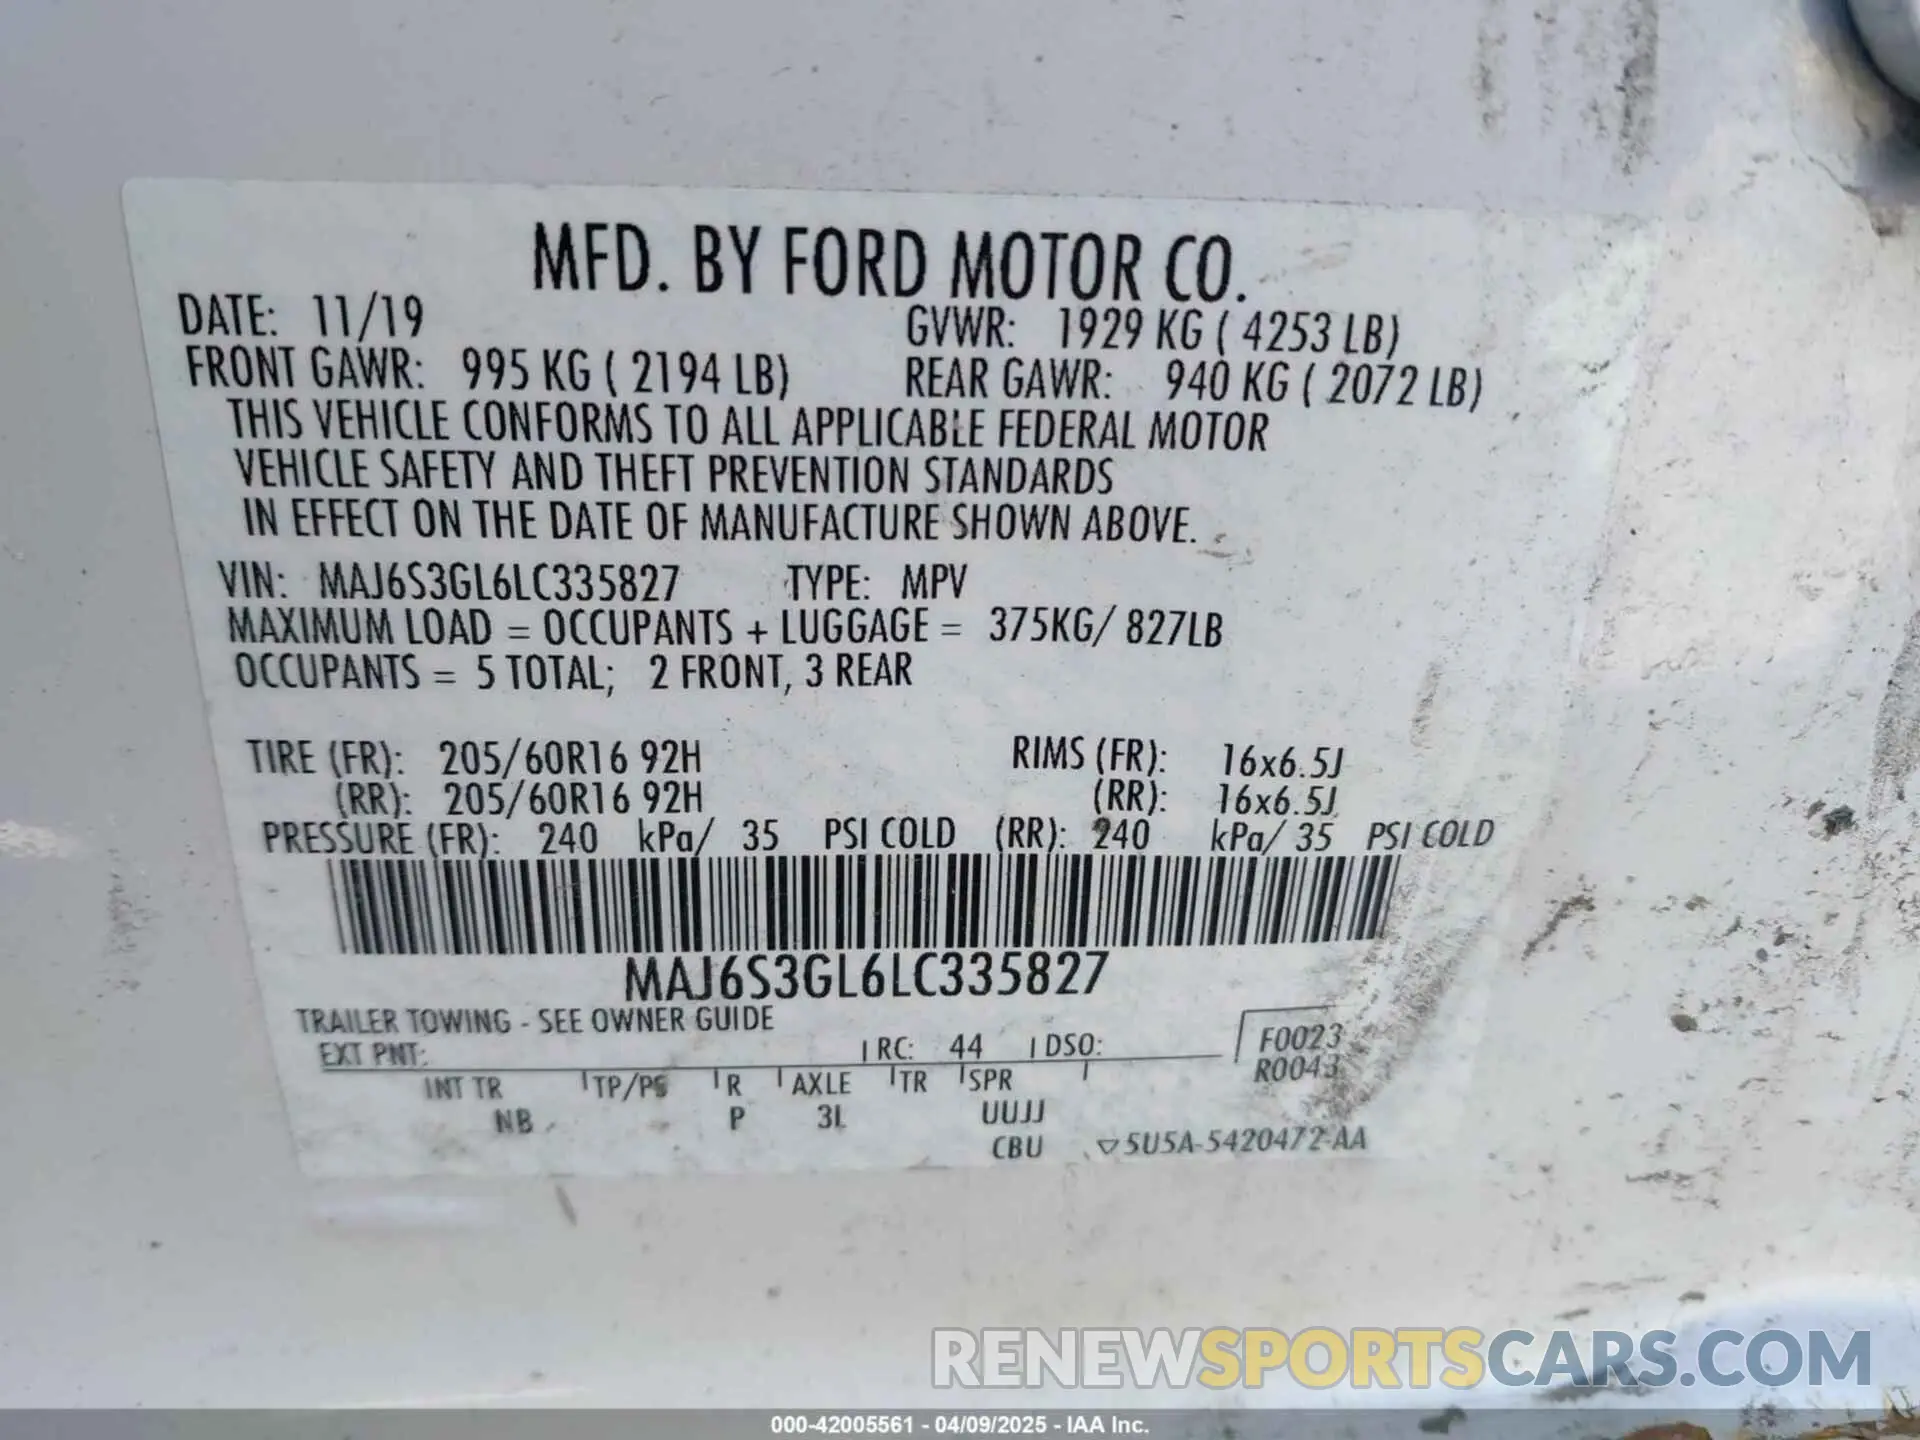 MFD. BY FORD MOTOR CO.
DATE: 11/19 GVWR: 1929 KG ( 4253 LB)
FRONT GAWR: 995 KG ( 2194 LB) REAR GAWR: 940 KG ( 2072 LB)
THIS VEHICLE CONFORMS TO ALL APPLICABLE FEDERAL MOTOR
VEHICLE SAFETY AND THEFT PREVENTION STANDARDS
IN EFFECT ON THE DATE OF MANUFACTURE SHOWN ABOVE.
VIN: MAJ6S3GL6LC335827 TYPE: MPV
MAXIMUM LOAD = OCCUPANTS + LUGGAGE = 375KG/ 827LB
OCCUPANTS = 5 TOTAL; 2 FRONT, 3 REAR
TIRE (FR): 205/60R16 92H RIMS (FR): 16x6.5J
(RR): 205/60R16 92H (RR): 16x6.5J
PRESSURE (FR): 240 kPa/ 35 PSI COLD (RR): 240 kPa/ 35 PSI COLD
MAJ6S3GL6LC335827
TRAILER TOWING - SEE OWNER GUIDE
EXT PNT: RC: 44 DSO: F0023
R0043
INT TR TP/PS R AXLE TR SPR
NB P 3L UUJJ
CBU ▽5U5A-5420472-AA
RENEWSPORTSCARS.COM
000-42005561 - 04/09/2025 - IAA Inc.